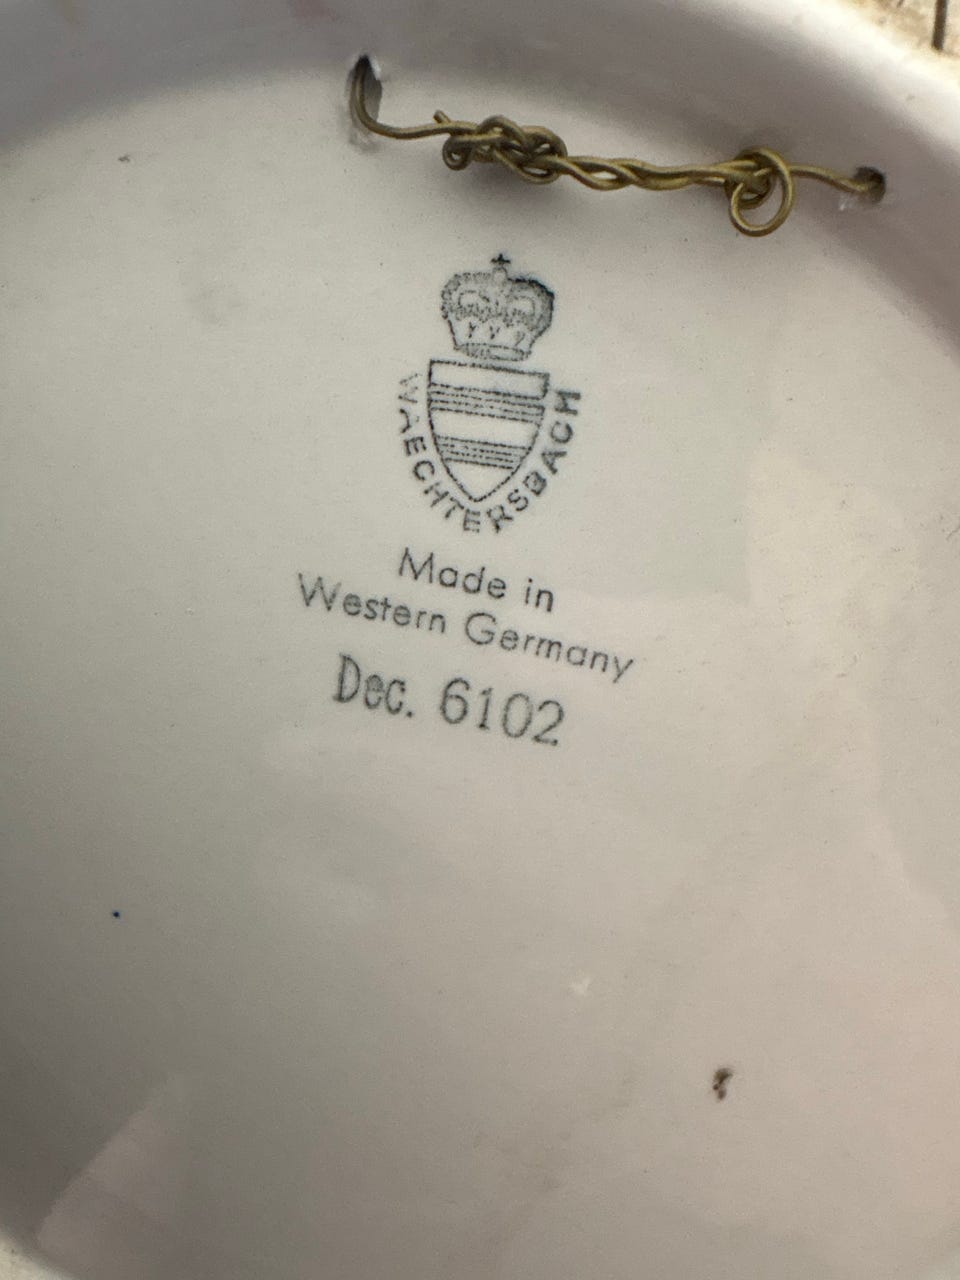 WAECHTERSBACH
Made in
Western Germany
Dec. 6102